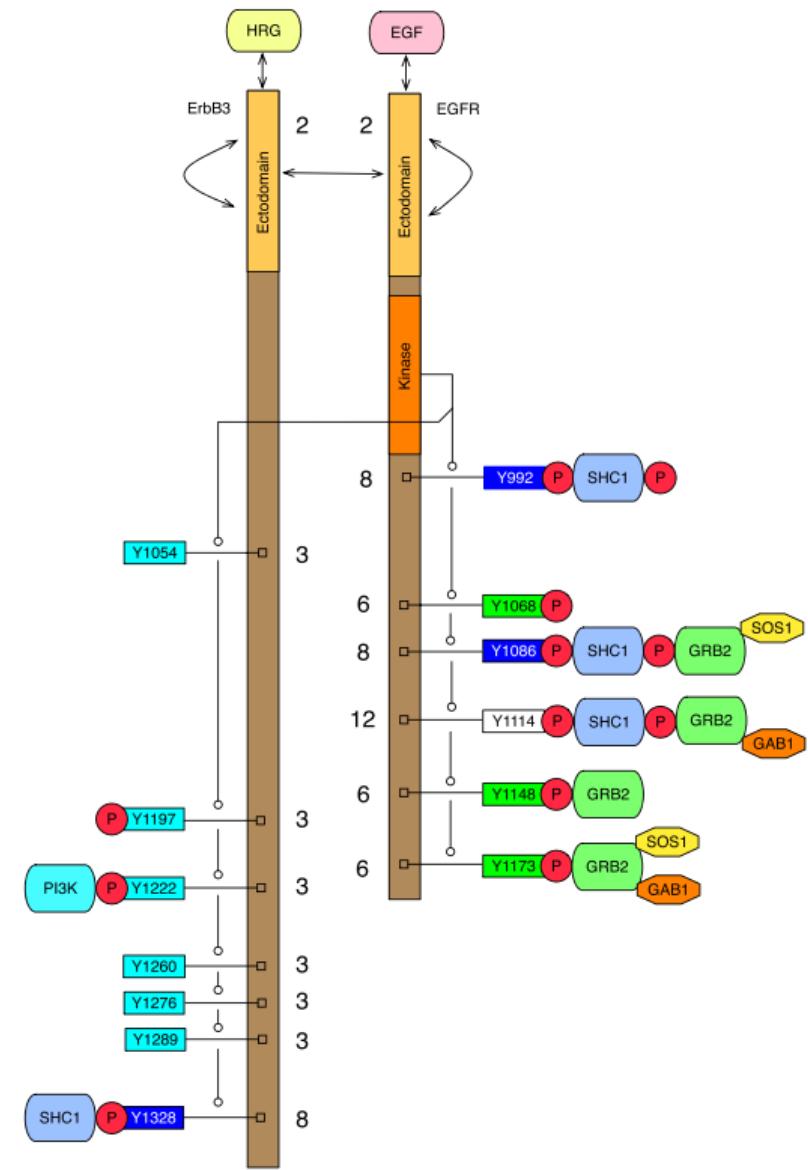 HRG
EGF
ErbB3
2
2
EGFR
Ectodomain
Ectodomain
Kinase
8
Y992
P
SHC1
P
Y1054
3
6
Y1068
P
SOS1
8
Y1086
P
SHC1
P
GRB2
12
Y1114
P
SHC1
P
GRB2
GAB1
6
Y1148
P
GRB2
P
Y1197
3
SOS1
6
Y1173
P
GRB2
GAB1
PI3K
P
Y1222
3
Y1260
3
Y1276
3
Y1289
3
SHC1
P
Y1328
8